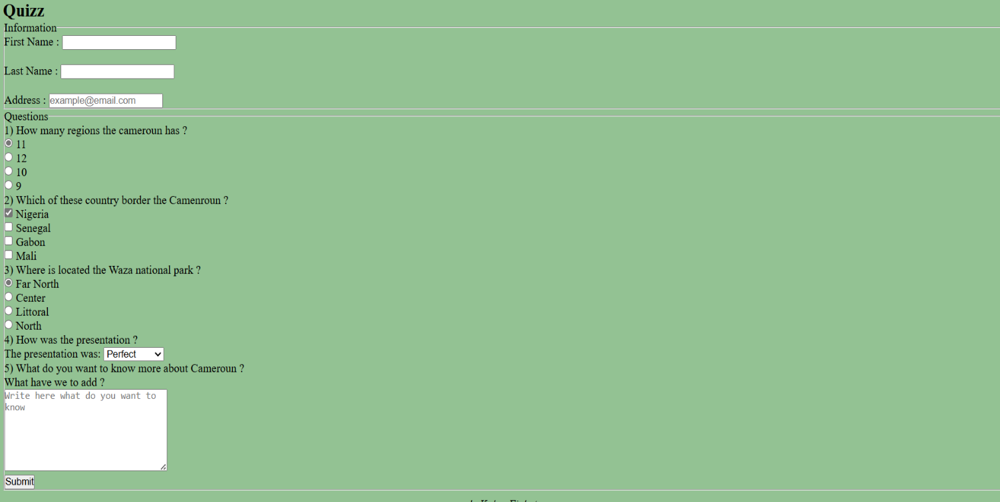 Quizz
Information
First Name :
Last Name :
Address : example@email.com
Questions
1) How many regions the cameroun has ?
11
12
10
9
2) Which of these country border the Camenroun ?
Nigeria
Senegal
Gabon
Mali
3) Where is located the Waza national park ?
Far North
Center
Littoral
North
4) How was the presentation ?
The presentation was: Perfect
5) What do you want to know more about Cameroun ?
What have we to add ?
Write here what do you want to
know
Submit